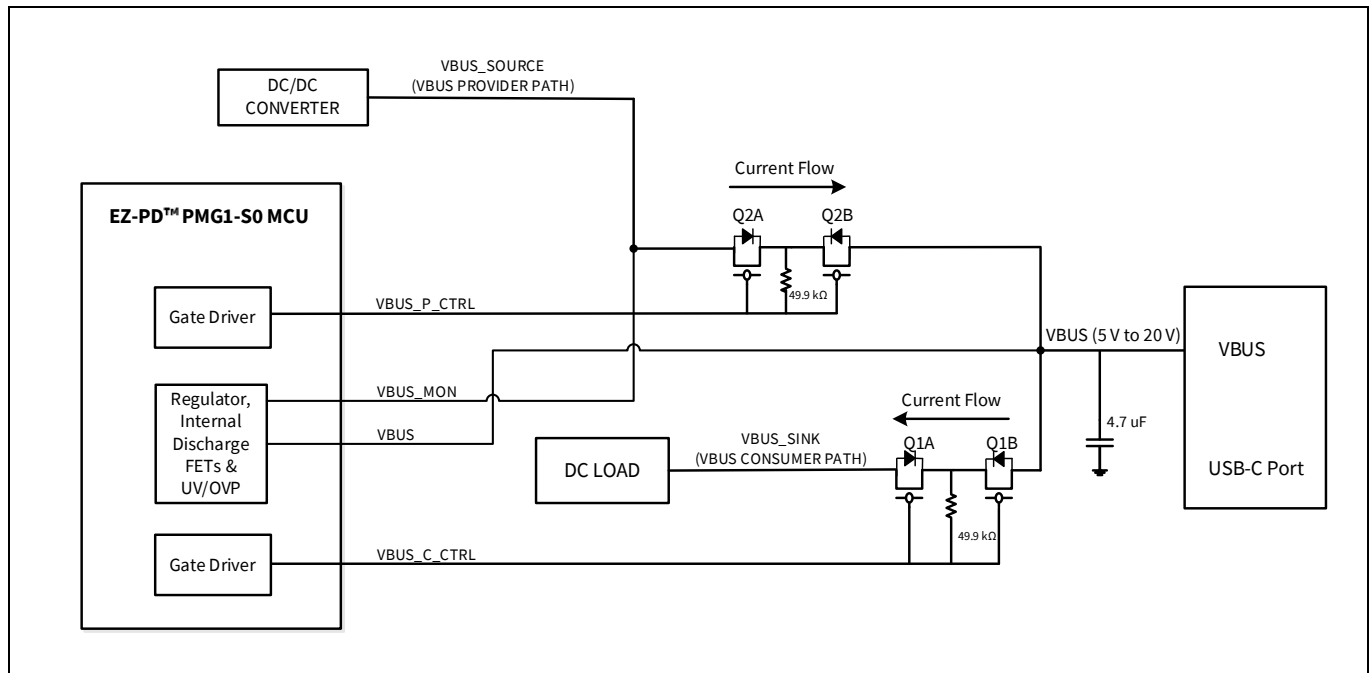 VBUS_SOURCE
(VBUS PROVIDER PATH)
DC/DC
CONVERTER
Current Flow
EZ-PD™ PMG1-S0 MCU
Q2A
Q2B
49.9 kΩ
Gate Driver
VBUS_P_CTRL
VBUS (5 V to 20 V)
VBUS
Regulator,
Internal
Discharge
FETs &
UV/OVP
VBUS_MON
VBUS
Current Flow
4.7 uF
DC LOAD
VBUS_SINK
(VBUS CONSUMER PATH)
Q1A
Q1B
USB-C Port
49.9 kΩ
Gate Driver
VBUS_C_CTRL